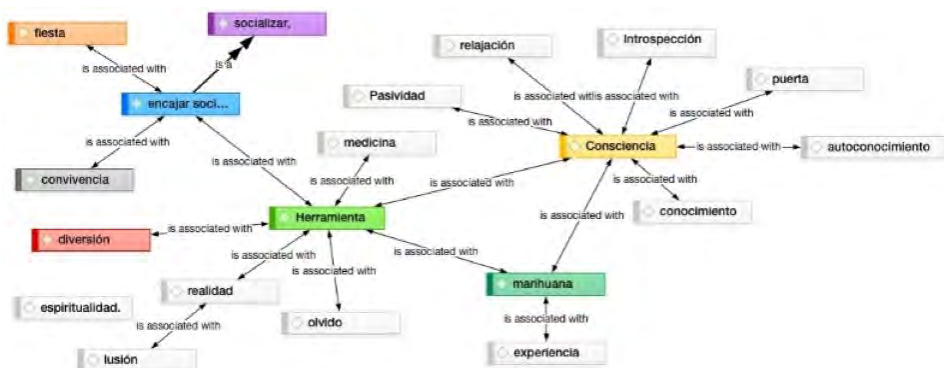 socializar,
fiesta
is associated with
is a
encajar soci...
is associated with
convivencia
is associated with
relajación
Introspección
is associated with
is associated with
puerta
is associated with
Pasividad
is associated with
Consciencia
is associated with
autoconocimiento
medicina
is associated with
is associated with
is associated with
conocimiento
Herramienta
is associated with
diversión
is associated with
is associated with
is associated with
is associated with
marihuana
realidad
espiritualidad.
olvido
is associated with
is associated with
lusión
experiencia